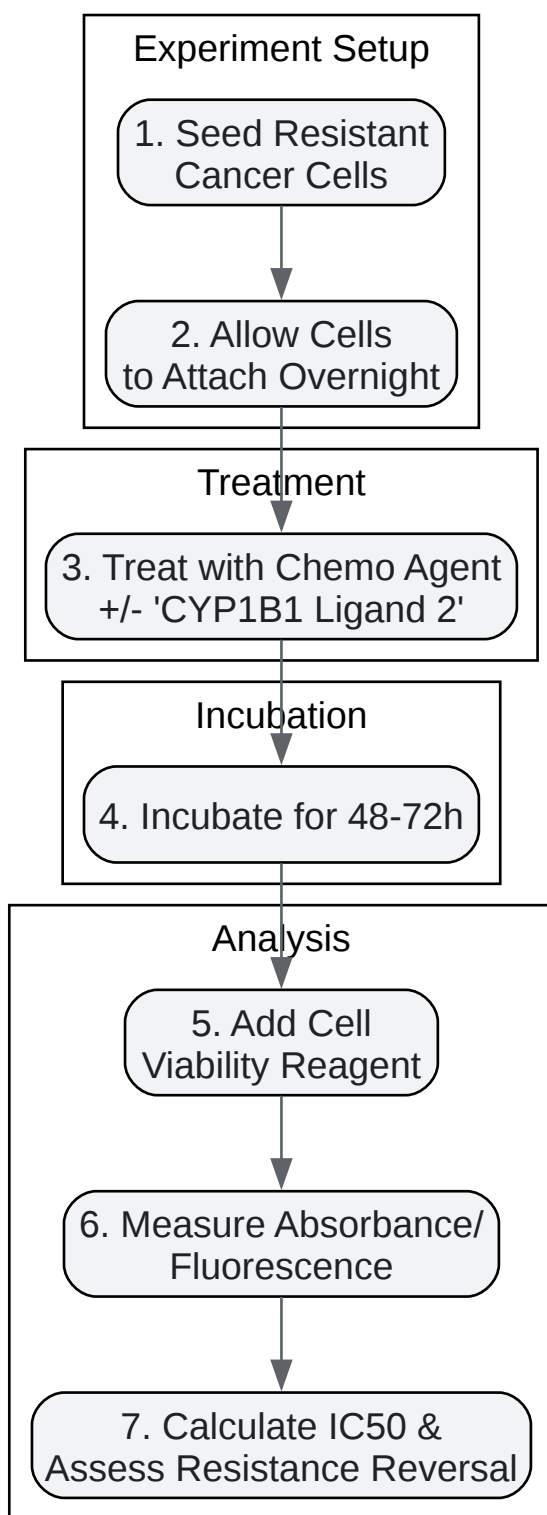 Experiment Setup
1. Seed Resistant
Cancer Cells
2. Allow Cells
to Attach Overnight
Treatment
3. Treat with Chemo Agent
+/- 'CYP1B1 Ligand 2'
Incubation
4. Incubate for 48-72h
Analysis
5. Add Cell
Viability Reagent
6. Measure Absorbance/
Fluorescence
7. Calculate IC50 &
Assess Resistance Reversal